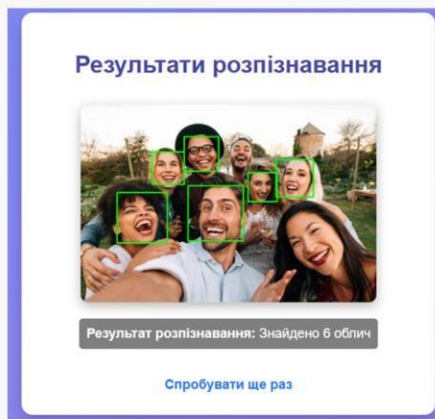 Результати розпізнавання
Результат розпізнавання: Знайдено 6 облич
Спробувати ще раз